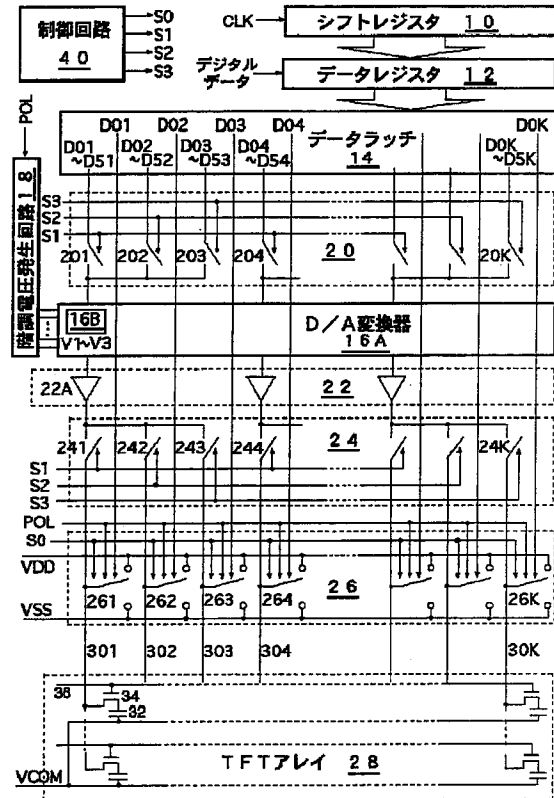 制御回路
40
S0
S1
S2
S3
CLK
シフトレジスタ 10
デジタル
データ
データレジスタ 12
POL
D01 D02 D03 D04 D0K
D01 D02 D03 D04 D0K
~D51 ~D52 ~D53 ~D54 ~D5K
データラッチ
14
階調電圧発生回路18
S3
S2
S1
201 202 203 204 20 20K
16B
V1~V3
D/A変換器
16A
22A 22
241 242 243 244 24 24K
S1
S2
S3
POL
S0
VDD
261 262 263 264 26 26K
VSS
301 302 303 304 30K
36
34
32
TFTアレイ 28
VCOM